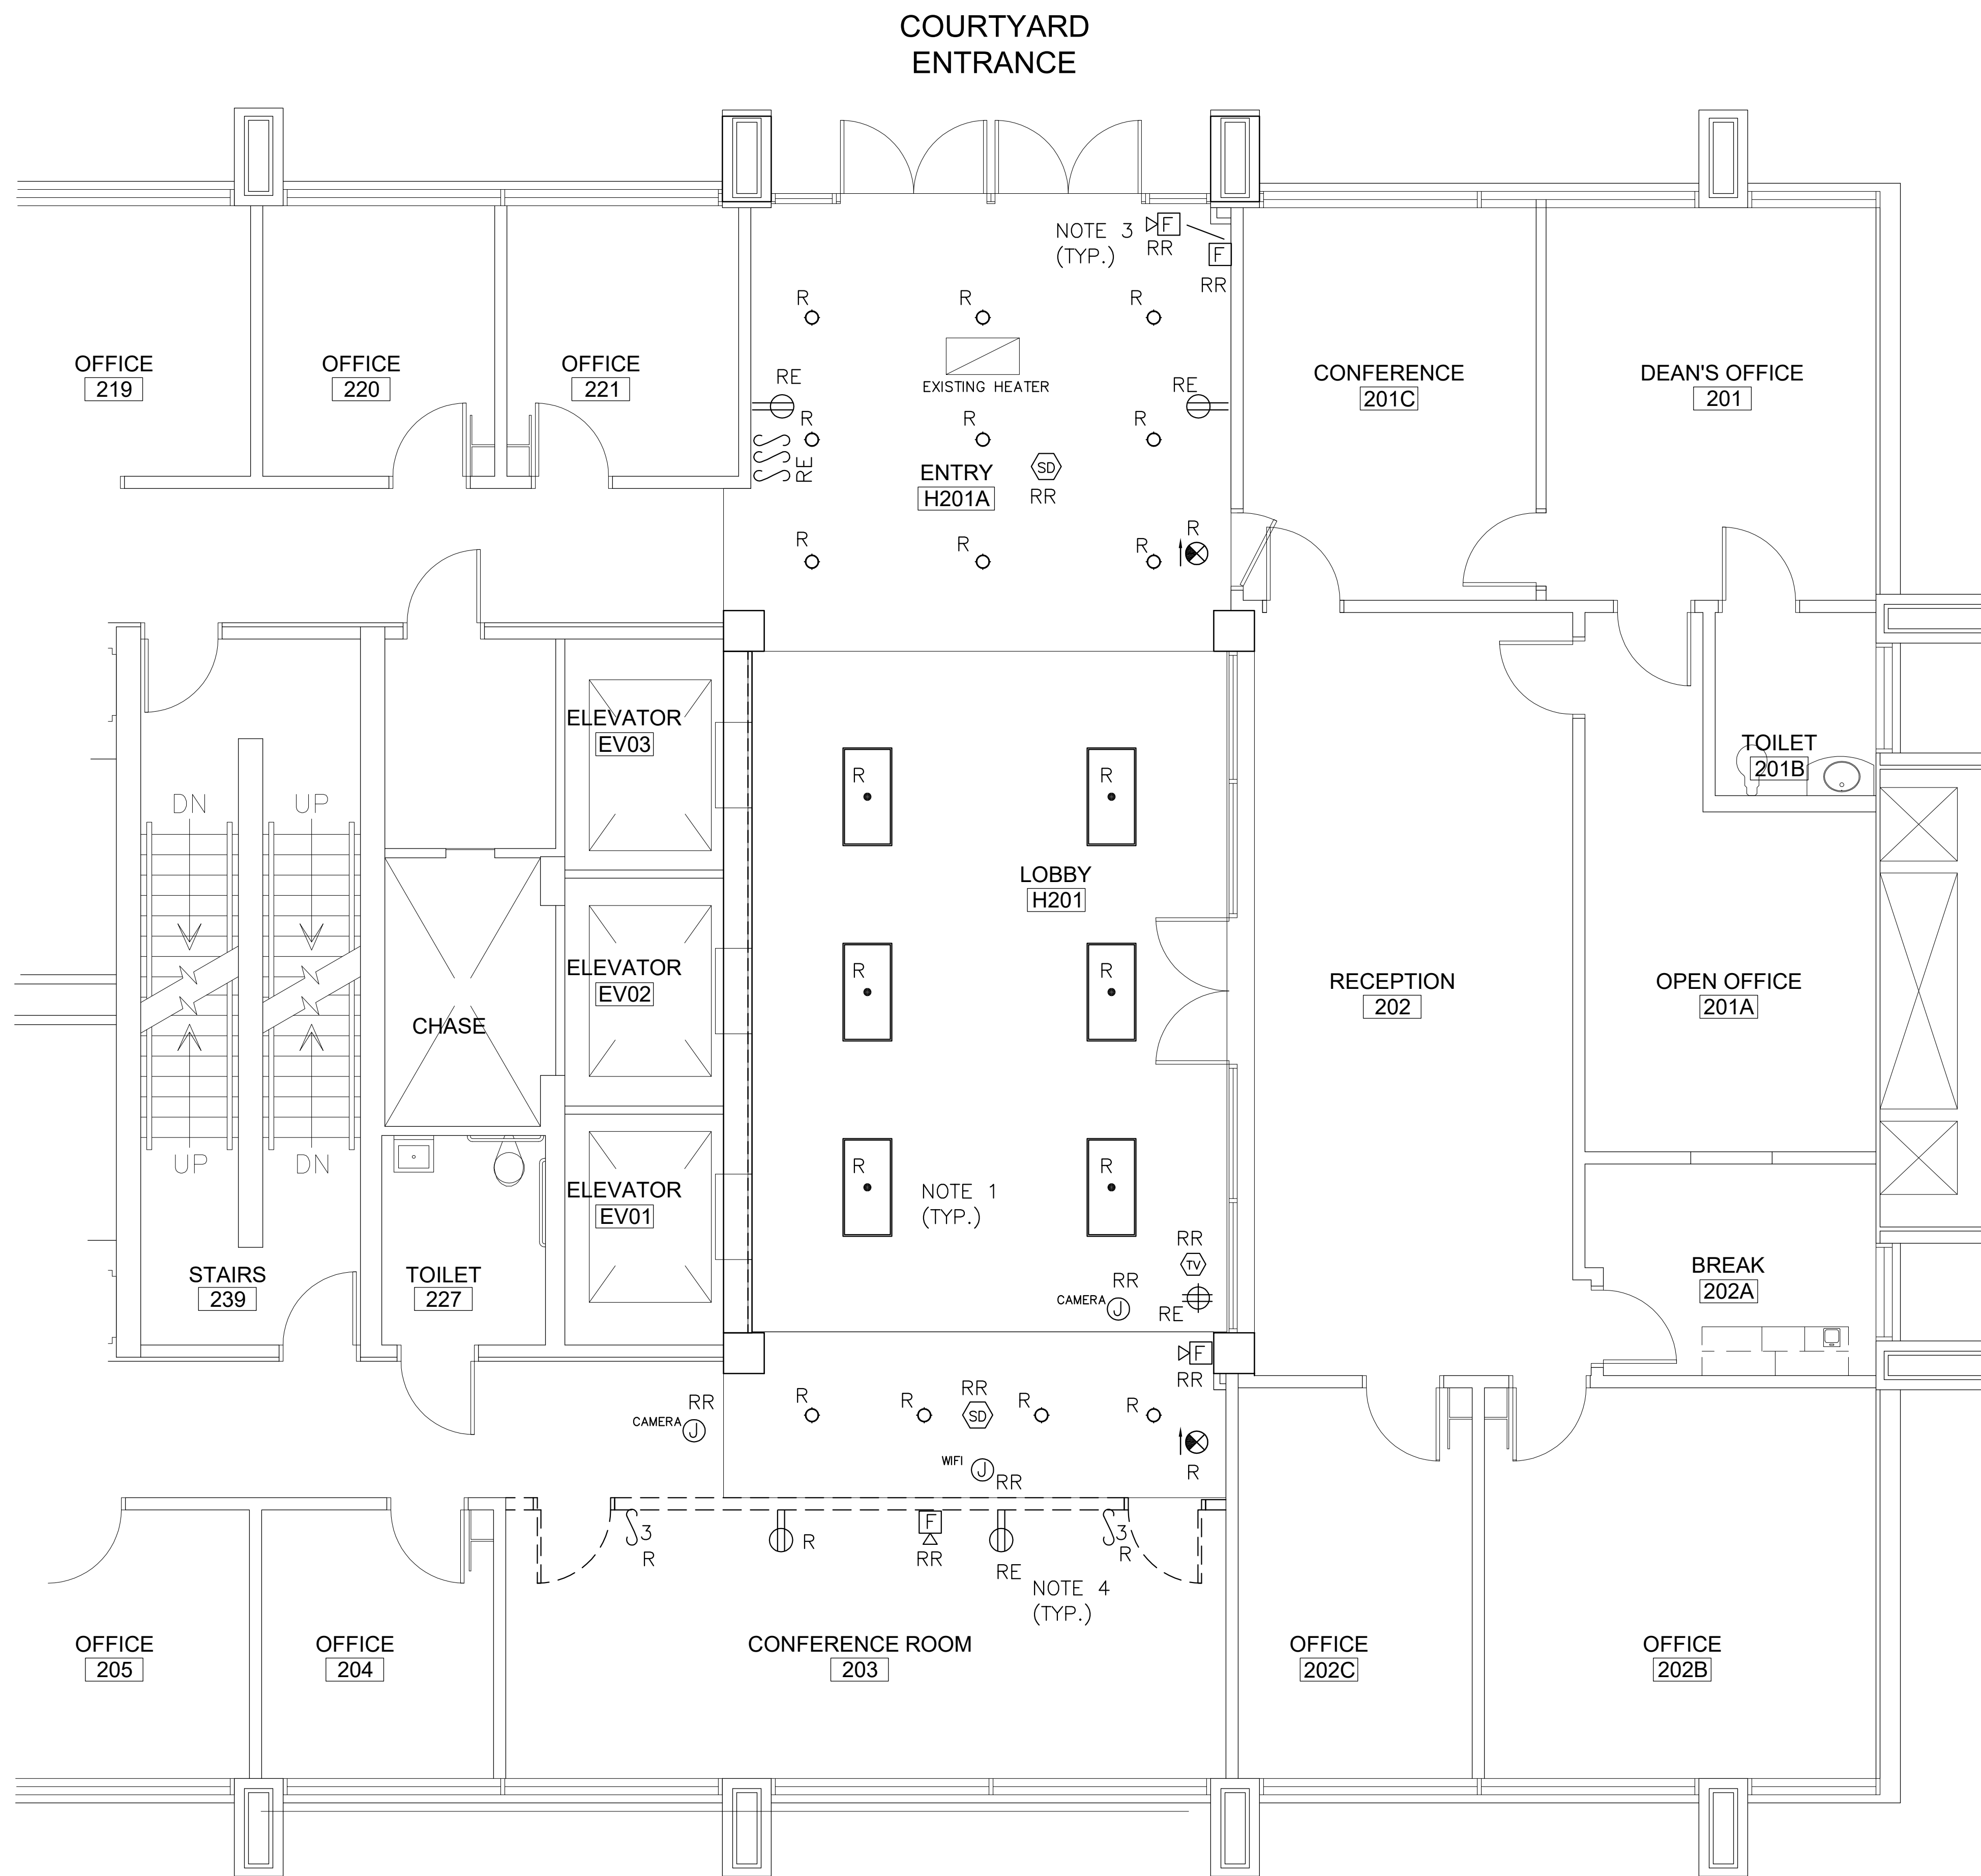 COURTYARD
ENTRANCE
NOTE 3
(TYP.)
F
RR
F
RR
R
R
R
OFFICE
219
OFFICE
220
OFFICE
221
EXISTING HEATER
CONFERENCE
201C
DEAN'S OFFICE
201
RE
RE
R
R
R
SSS
RE
ENTRY
H201A
SD
RR
R
R
R
R
ELEVATOR
EV03
TOILET
201B
R
R
DN
UP
LOBBY
H201
ELEVATOR
EV02
R
R
RECEPTION
202
OPEN OFFICE
201A
CHASE
UP
DN
ELEVATOR
EV01
R
R
NOTE 1
(TYP.)
STAIRS
239
TOILET
227
RR
TV
RR
CAMERA
J
RE
BREAK
202A
F
RR
RR
CAMERA
J
R
R
RR
SD
R
R
WIFI
J
RR
R
S3
R
R
F
RR
RE
S3
R
NOTE 4
(TYP.)
OFFICE
205
OFFICE
204
CONFERENCE ROOM
203
OFFICE
202C
OFFICE
202B